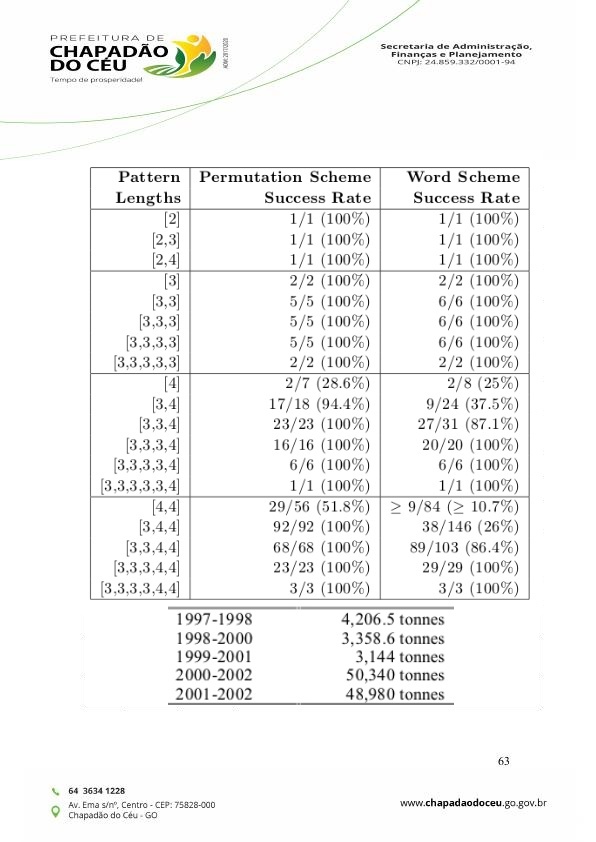 PREFEITURA DE
CHAPADÃO
DO CÉU
Tempo de prosperidade!
ADM: 2017/2020
Secretaria de Administração,
Finanças e Planejamento
CNPJ: 24.859.332/0001-94
Pattern Permutation Scheme Word Scheme
Lengths Success Rate Success Rate
[2] 1/1 (100%) 1/1 (100%)
[2,3] 1/1 (100%) 1/1 (100%)
[2,4] 1/1 (100%) 1/1 (100%)
[3] 2/2 (100%) 2/2 (100%)
[3,3] 5/5 (100%) 6/6 (100%)
[3,3,3] 5/5 (100%) 6/6 (100%)
[3,3,3,3] 5/5 (100%) 6/6 (100%)
[3,3,3,3,3] 2/2 (100%) 2/2 (100%)
[4] 2/7 (28.6%) 2/8 (25%)
[3,4] 17/18 (94.4%) 9/24 (37.5%)
[3,3,4] 23/23 (100%) 27/31 (87.1%)
[3,3,3,4] 16/16 (100%) 20/20 (100%)
[3,3,3,3,4] 6/6 (100%) 6/6 (100%)
[3,3,3,3,3,4] 1/1 (100%) 1/1 (100%)
[4,4] 29/56 (51.8%) ≥ 9/84 (≥ 10.7%)
[3,4,4] 92/92 (100%) 38/146 (26%)
[3,3,4,4] 68/68 (100%) 89/103 (86.4%)
[3,3,3,4,4] 23/23 (100%) 29/29 (100%)
[3,3,3,3,4,4] 3/3 (100%) 3/3 (100%)
1997-1998 4,206.5 tonnes
1998-2000 3,358.6 tonnes
1999-2001 3,144 tonnes
2000-2002 50,340 tonnes
2001-2002 48,980 tonnes
63
64 3634 1228
Av. Ema s/nº, Centro - CEP: 75828-000
Chapadão do Céu - GO
www.chapadaodoceu.go.gov.br